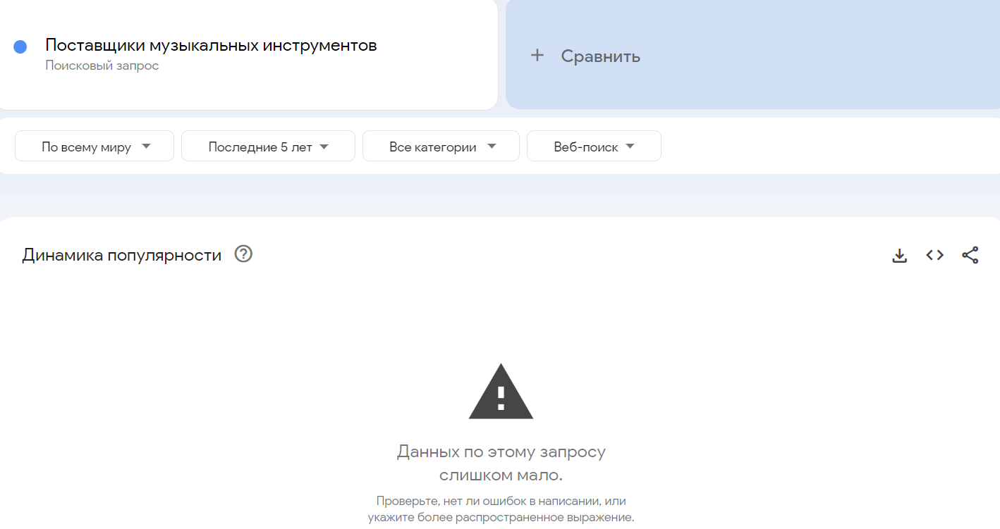 Поставщики музыкальных инструментов
Поисковый запрос
+ Сравнить
По всему миру
Последние 5 лет
Все категории
Веб-поиск
Динамика популярности
Данных по этому запросу
слишком мало.
Проверьте, нет ли ошибок в написании, или
укажите более распространенное выражение.